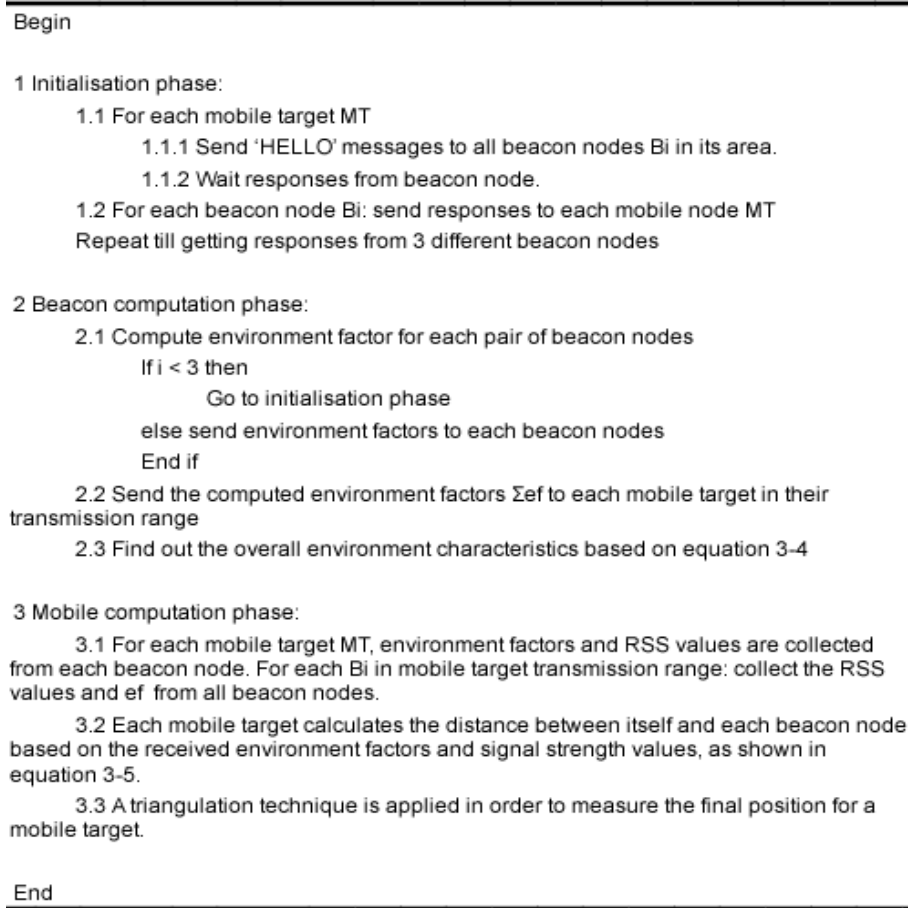 Begin
1 Initialisation phase:
1.1 For each mobile target MT
1.1.1 Send ‘HELLO’ messages to all beacon nodes Bi in its area.
1.1.2 Wait responses from beacon node.
1.2 For each beacon node Bi: send responses to each mobile node MT
Repeat till getting responses from 3 different beacon nodes
2 Beacon computation phase:
2.1 Compute environment factor for each pair of beacon nodes
If i < 3 then
Go to initialisation phase
else send environment factors to each beacon nodes
End if
2.2 Send the computed environment factors Σef to each mobile target in their
transmission range
2.3 Find out the overall environment characteristics based on equation 3-4
3 Mobile computation phase:
3.1 For each mobile target MT, environment factors and RSS values are collected
from each beacon node. For each Bi in mobile target transmission range: collect the RSS
values and ef from all beacon nodes.
3.2 Each mobile target calculates the distance between itself and each beacon node
based on the received environment factors and signal strength values, as shown in
equation 3-5.
3.3 A triangulation technique is applied in order to measure the final position for a
mobile target.
End